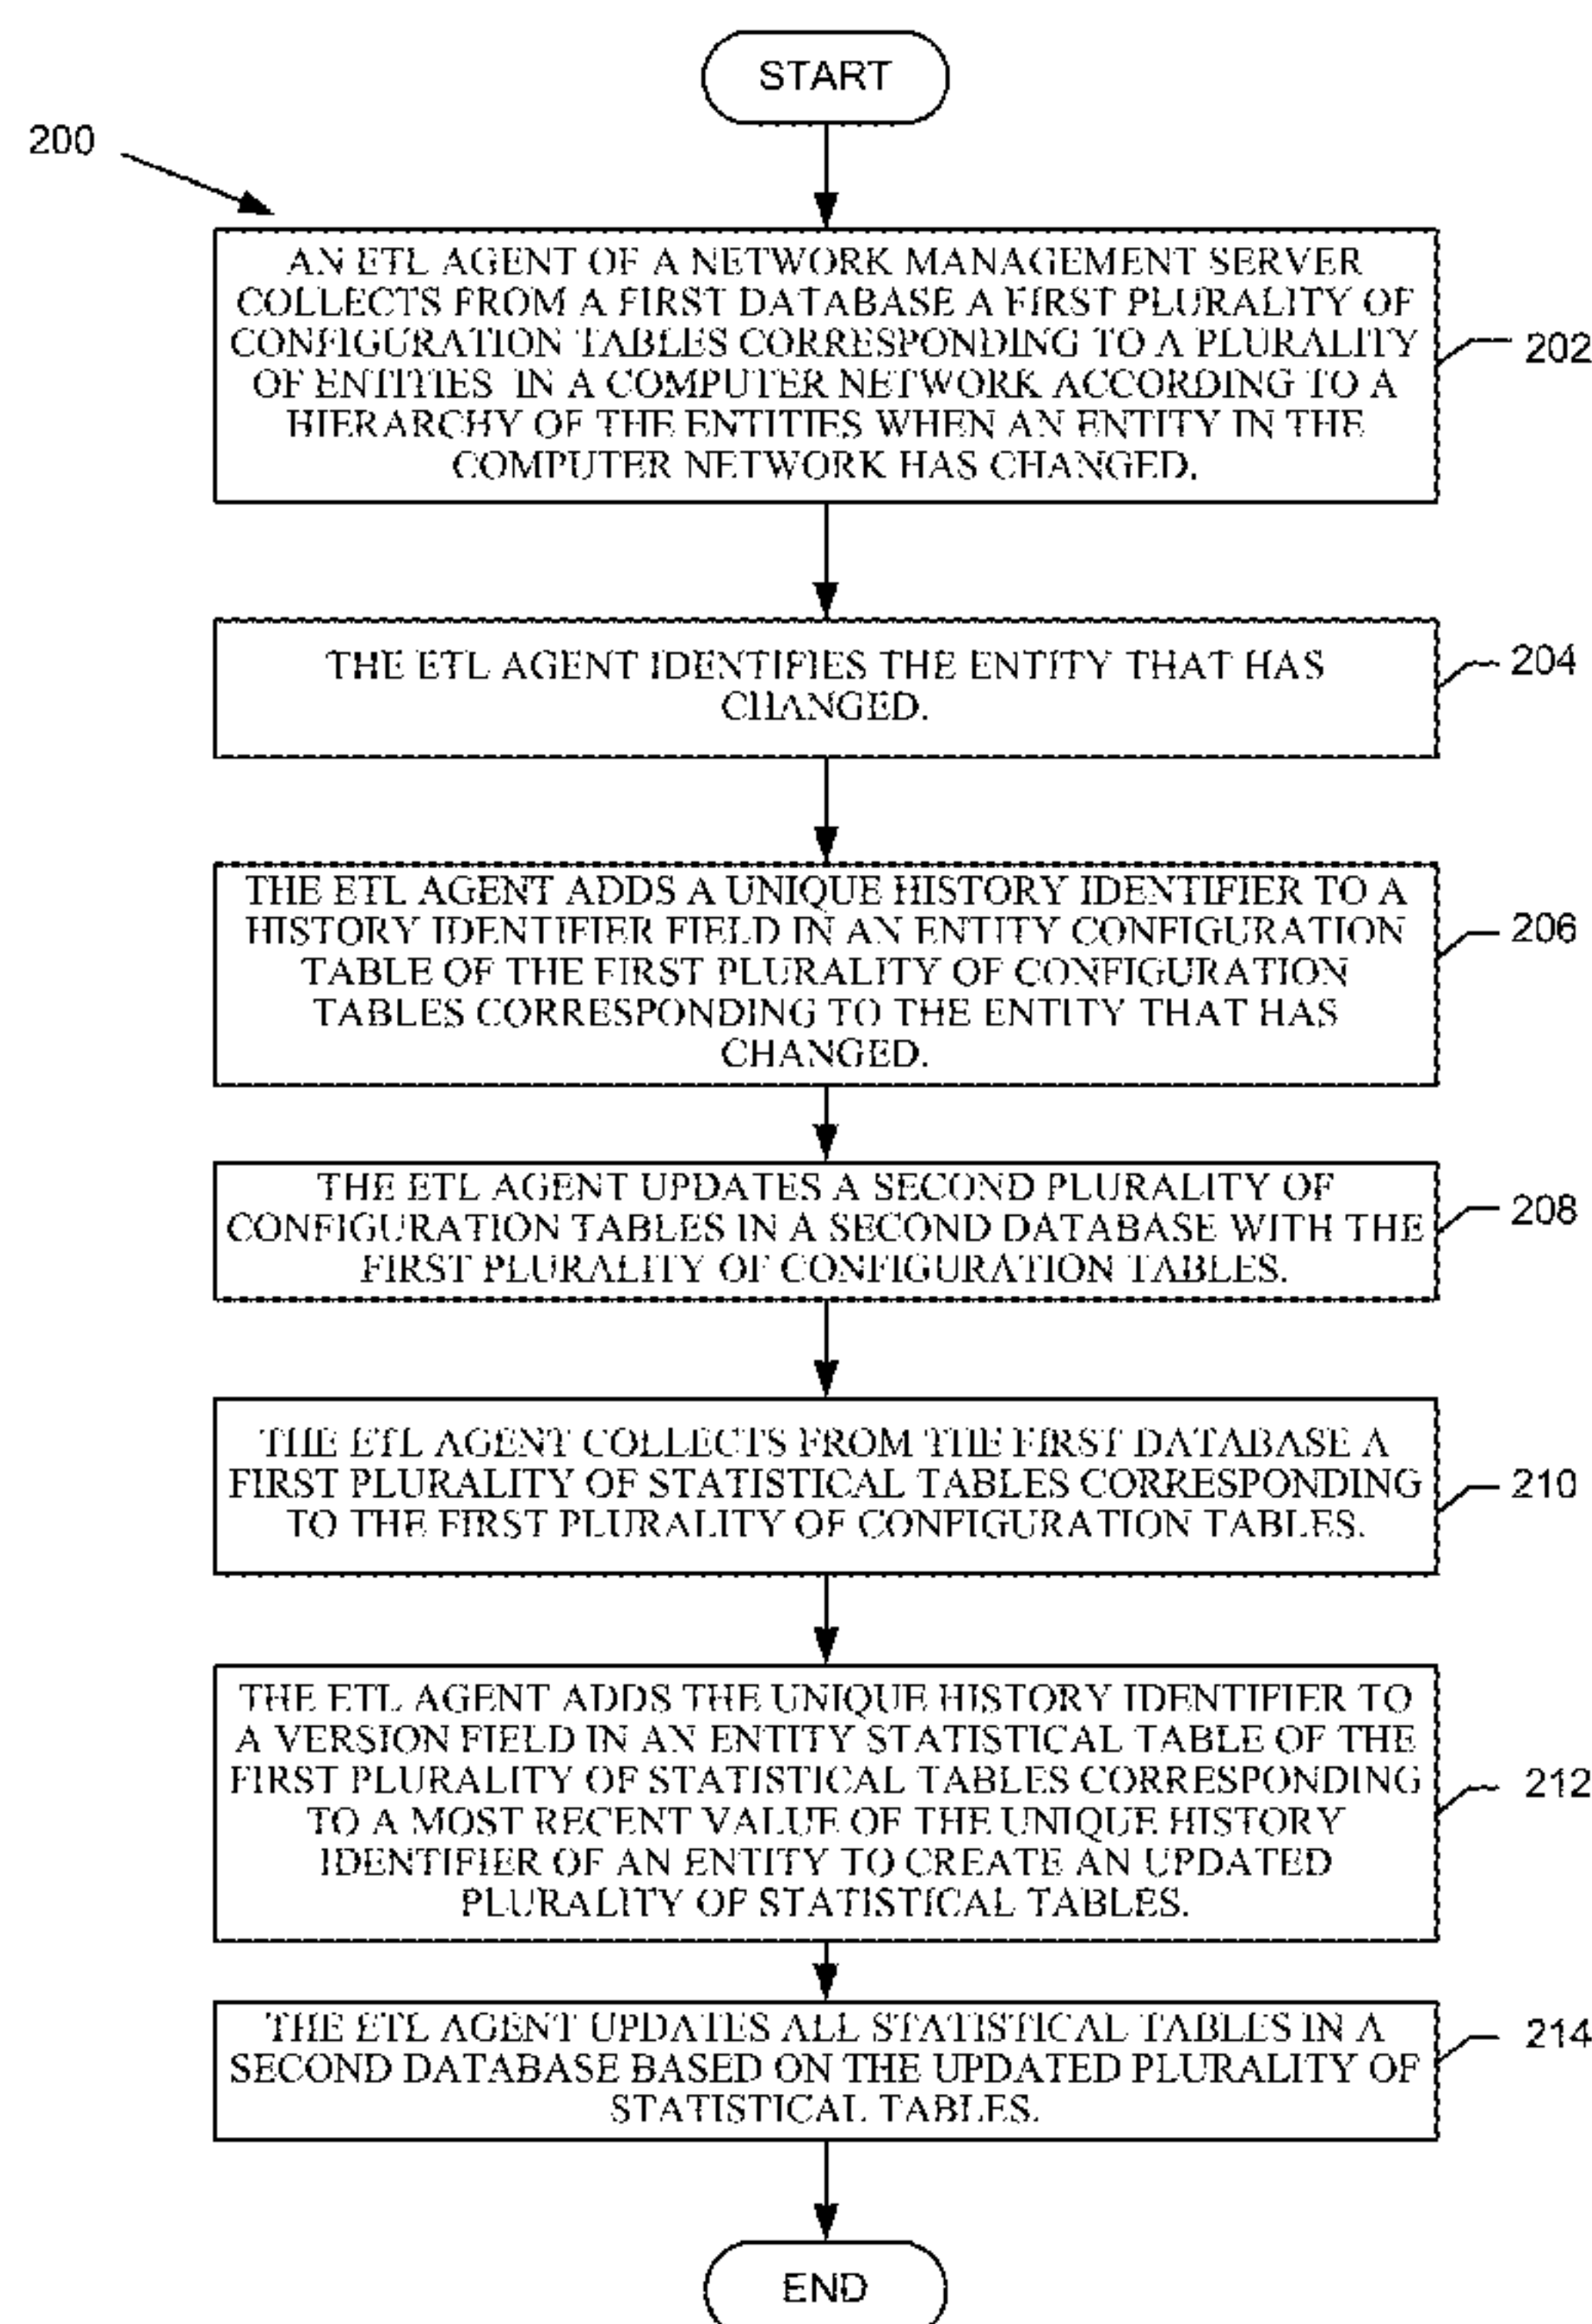 START
200
AN ETL AGENT OF A NETWORK MANAGEMENT SERVER
COLLECTS FROM A FIRST DATABASE A FIRST PLURALITY OF
CONFIGURATION TABLES CORRESPONDING TO A PLURALITY
OF ENTITIES IN A COMPUTER NETWORK ACCORDING TO A
HIERARCHY OF THE ENTITIES WHEN AN ENTITY IN THE
COMPUTER NETWORK HAS CHANGED.
202
THE ETL AGENT IDENTIFIES THE ENTITY THAT HAS
CHANGED.
204
THE ETL AGENT ADDS A UNIQUE HISTORY IDENTIFIER TO A
HISTORY IDENTIFIER FIELD IN AN ENTITY CONFIGURATION
TABLE OF THE FIRST PLURALITY OF CONFIGURATION
TABLES CORRESPONDING TO THE ENTITY THAT HAS
CHANGED.
206
THE ETL AGENT UPDATES A SECOND PLURALITY OF
CONFIGURATION TABLES IN A SECOND DATABASE WITH THE
FIRST PLURALITY OF CONFIGURATION TABLES.
208
THE ETL AGENT COLLECTS FROM THE FIRST DATABASE A
FIRST PLURALITY OF STATISTICAL TABLES CORRESPONDING
TO THE FIRST PLURALITY OF CONFIGURATION TABLES.
210
THE ETL AGENT ADDS THE UNIQUE HISTORY IDENTIFIER TO
A VERSION FIELD IN AN ENTITY STATISTICAL TABLE OF THE
FIRST PLURALITY OF STATISTICAL TABLES CORRESPONDING
TO A MOST RECENT VALUE OF THE UNIQUE HISTORY
IDENTIFIER OF AN ENTITY TO CREATE AN UPDATED
PLURALITY OF STATISTICAL TABLES.
212
THE ETL AGENT UPDATES ALL STATISTICAL TABLES IN A
SECOND DATABASE BASED ON THE UPDATED PLURALITY OF
STATISTICAL TABLES.
214
END